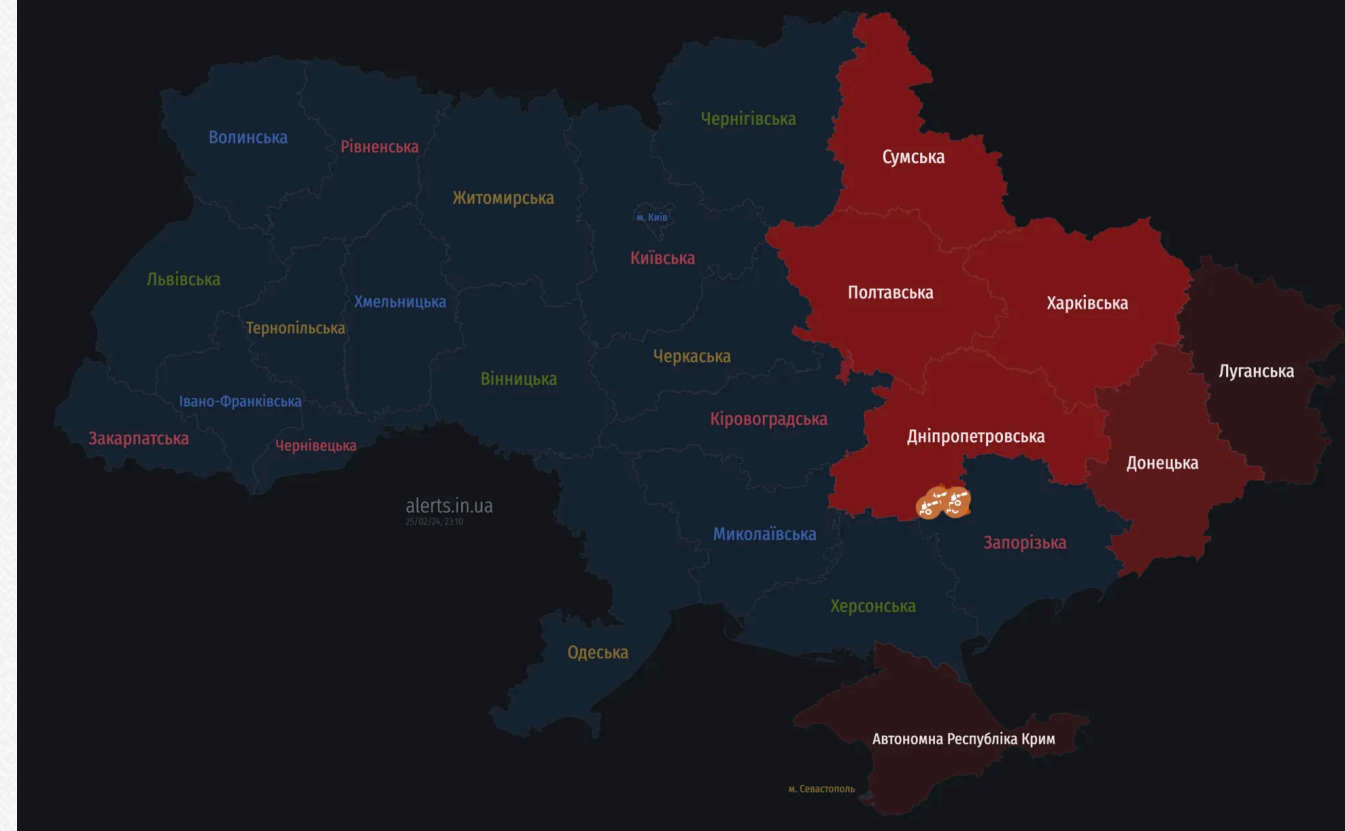 Чернігівська
Волинська
Рівненська
Сумська
Житомирська
м. Київ
Київська
Львівська
Полтавська
Хмельницька
Харківська
Тернопільська
Черкаська
Луганська
Вінницька
Івано-Франківська
Кіровоградська
Закарпатська
Чернівецька
Дніпропетровська
Донецька
alerts.in.ua
25/02/24, 23:10
Миколаївська
Запорізька
Херсонська
Одеська
Автономна Республіка Крим
м. Севастополь